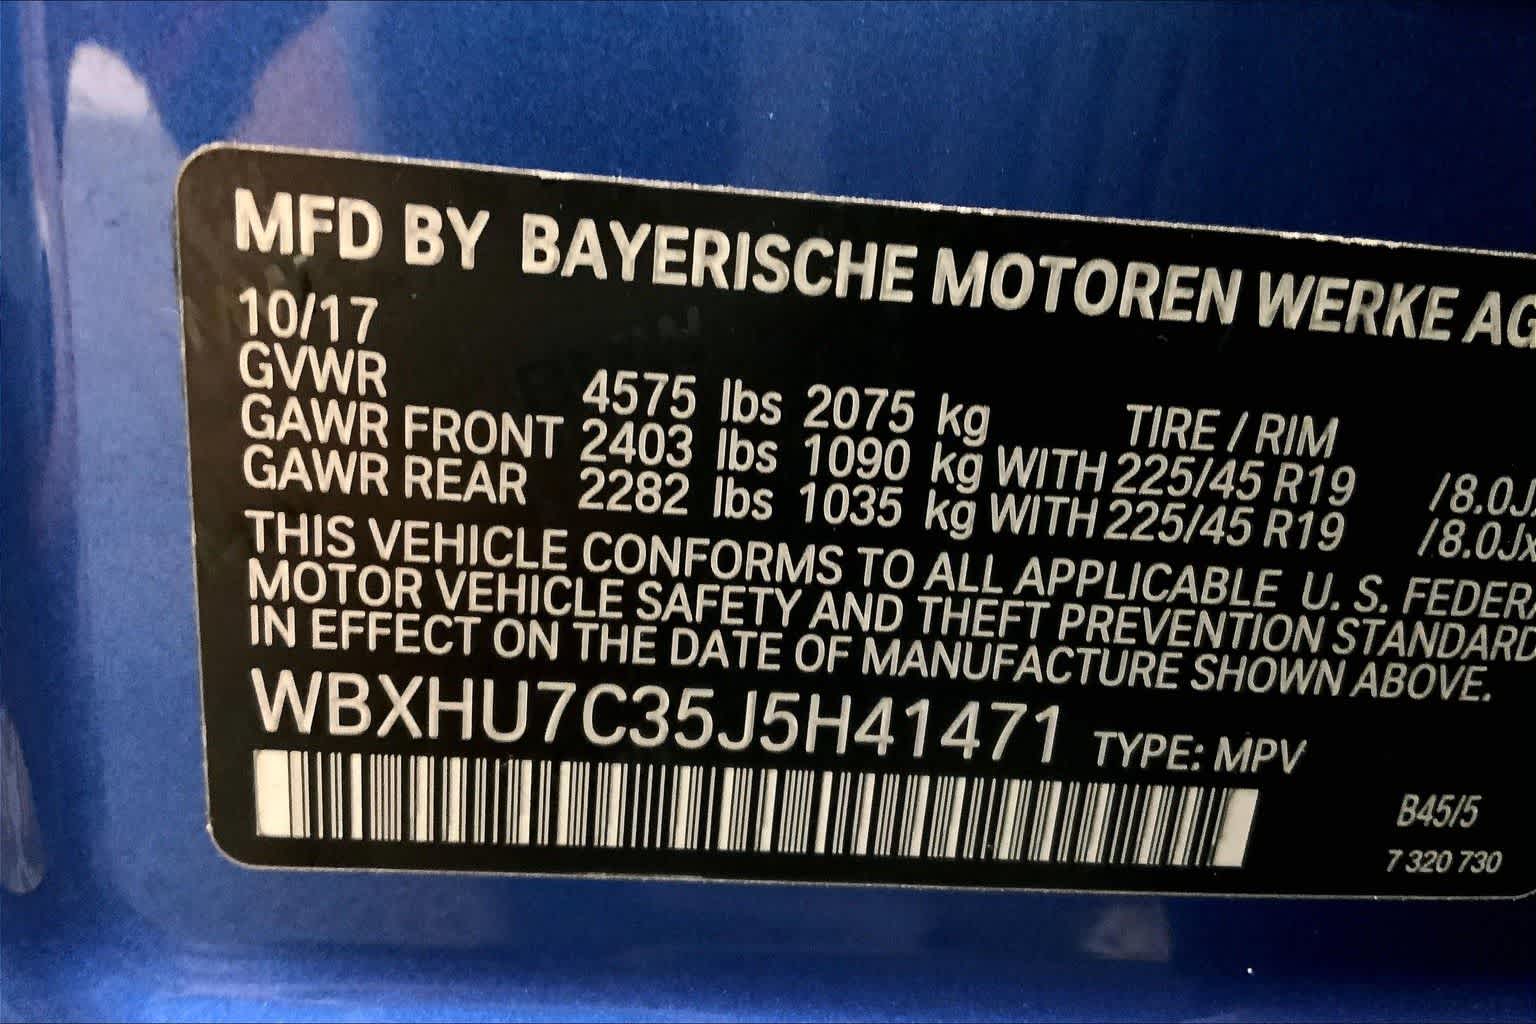 MFD BY BAYERISCHE MOTOREN WERKE AG
10/17
GVWR 4575 lbs 2075 kg TIRE / RIM
GAWR FRONT 2403 lbs 1090 kg WITH 225/45 R19 /8.0J
GAWR REAR 2282 lbs 1035 kg WITH 225/45 R19 /8.0Jx
THIS VEHICLE CONFORMS TO ALL APPLICABLE U. S. FEDERA
MOTOR VEHICLE SAFETY AND THEFT PREVENTION STANDARD
IN EFFECT ON THE DATE OF MANUFACTURE SHOWN ABOVE.
WBXHU7C35J5H41471 TYPE: MPV
B45/5
7 320 730